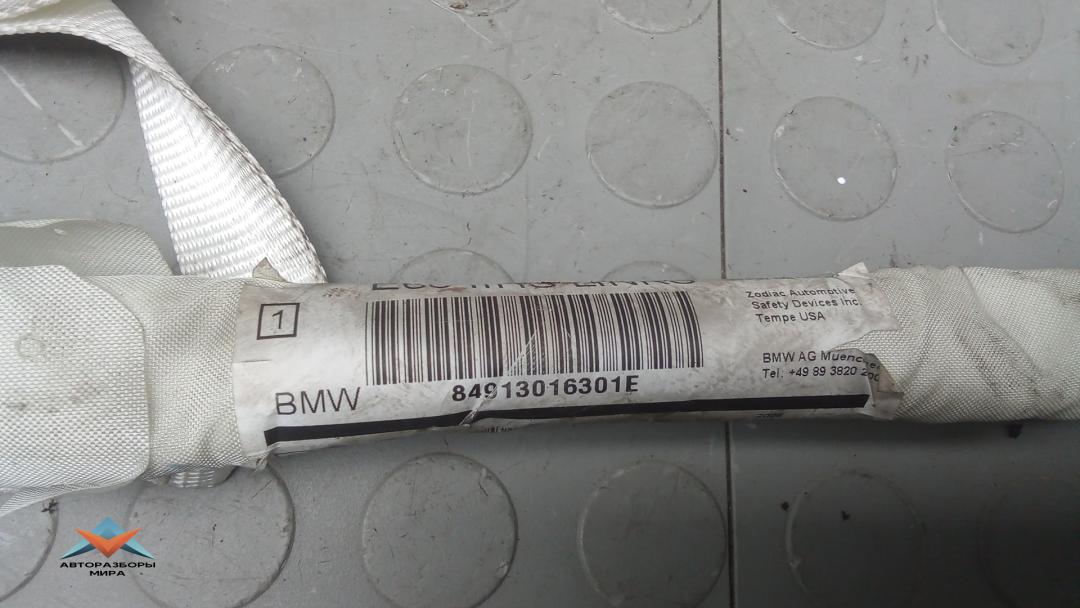 1
BMW
84913016301E
Zodiac Automotive
Safety Devices Inc.
Tempe USA
BMW AG Muenchen
Tel: +49 89 3820
АВТОРАЗБОРЫ
МИРА